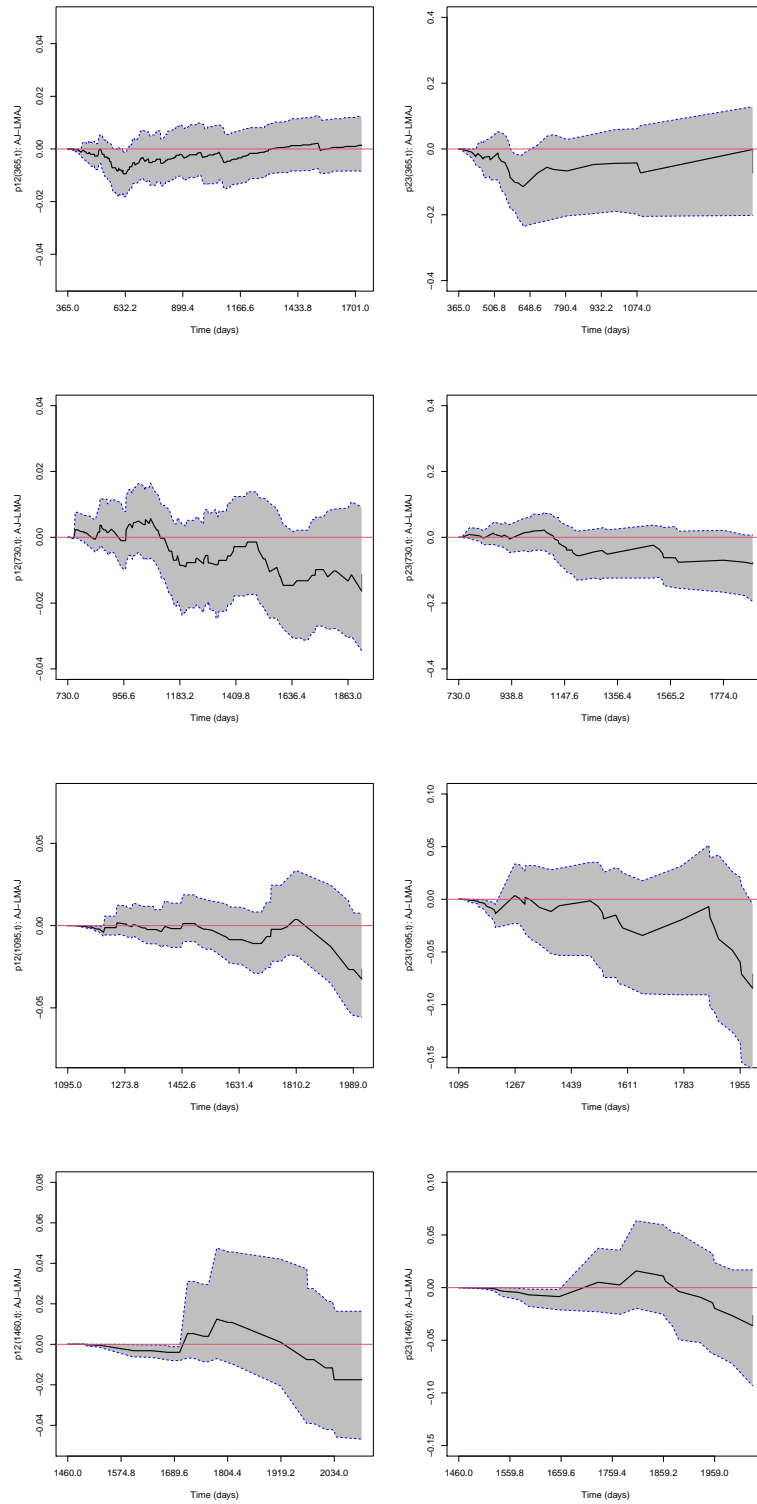 p12(365,t): AJ−LMAJ
0.04
0.02
0.00
−0.02
−0.04
365.0 632.2 899.4 1166.6 1433.8 1701.0
Time (days)
p23(365,t): AJ−LMAJ
0.4
0.2
0.0
−0.2
−0.4
365.0 506.8 648.6 790.4 932.2 1074.0
Time (days)
p12(730,t): AJ−LMAJ
0.04
0.02
0.00
−0.02
−0.04
730.0 956.6 1183.2 1409.8 1636.4 1863.0
Time (days)
p23(730,t): AJ−LMAJ
0.4
0.2
0.0
−0.2
−0.4
730.0 938.8 1147.6 1356.4 1565.2 1774.0
Time (days)
p12(1095,t): AJ−LMAJ
0.05
0.00
−0.05
1095.0 1273.8 1452.6 1631.4 1810.2 1989.0
Time (days)
p23(1095,t): AJ−LMAJ
0.10
0.05
0.00
−0.05
−0.10
−0.15
1095 1267 1439 1611 1783 1955
Time (days)
p12(1460,t): AJ−LMAJ
0.08
0.06
0.04
0.02
0.00
−0.02
−0.04
1460.0 1574.8 1689.6 1804.4 1919.2 2034.0
Time (days)
p23(1460,t): AJ−LMAJ
0.10
0.05
0.00
−0.05
−0.10
−0.15
1460.0 1559.8 1659.6 1759.4 1859.2 1959.0
Time (days)